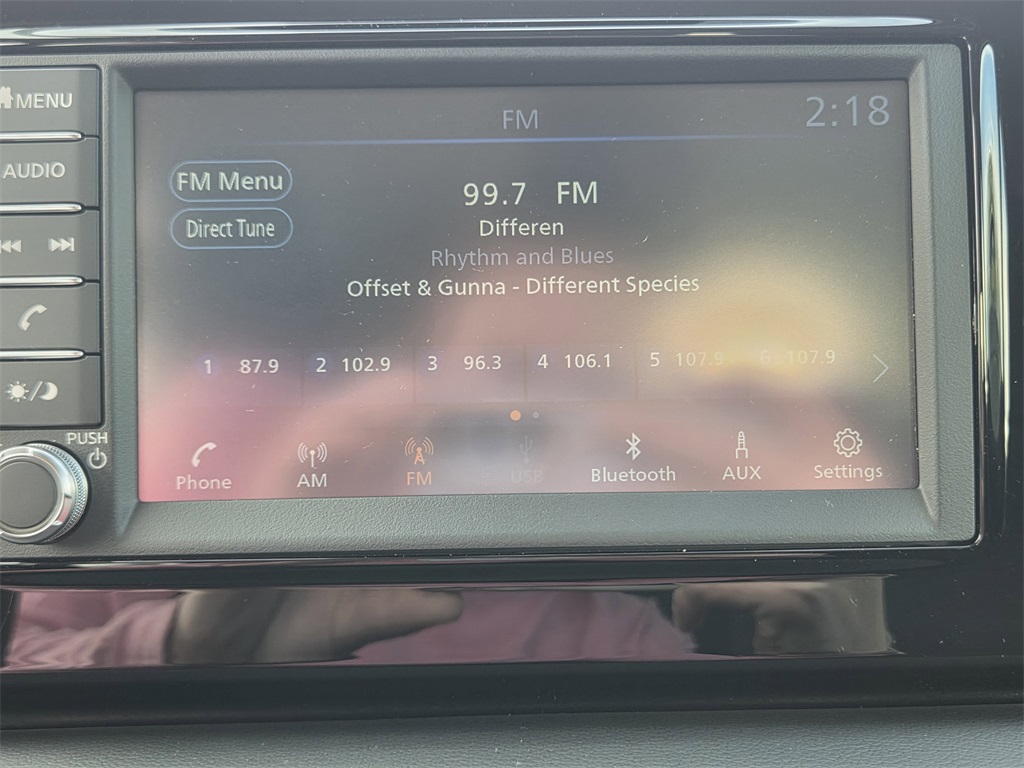 MENU
AUDIO
PUSH
FM
2:18
FM Menu
Direct Tune
99.7 FM
Differen
Rhythm and Blues
Offset & Gunna - Different Species
1 87.9 2 102.9 3 96.3 4 106.1 5 107.9 6 107.9
Phone AM FM USB Bluetooth AUX Settings